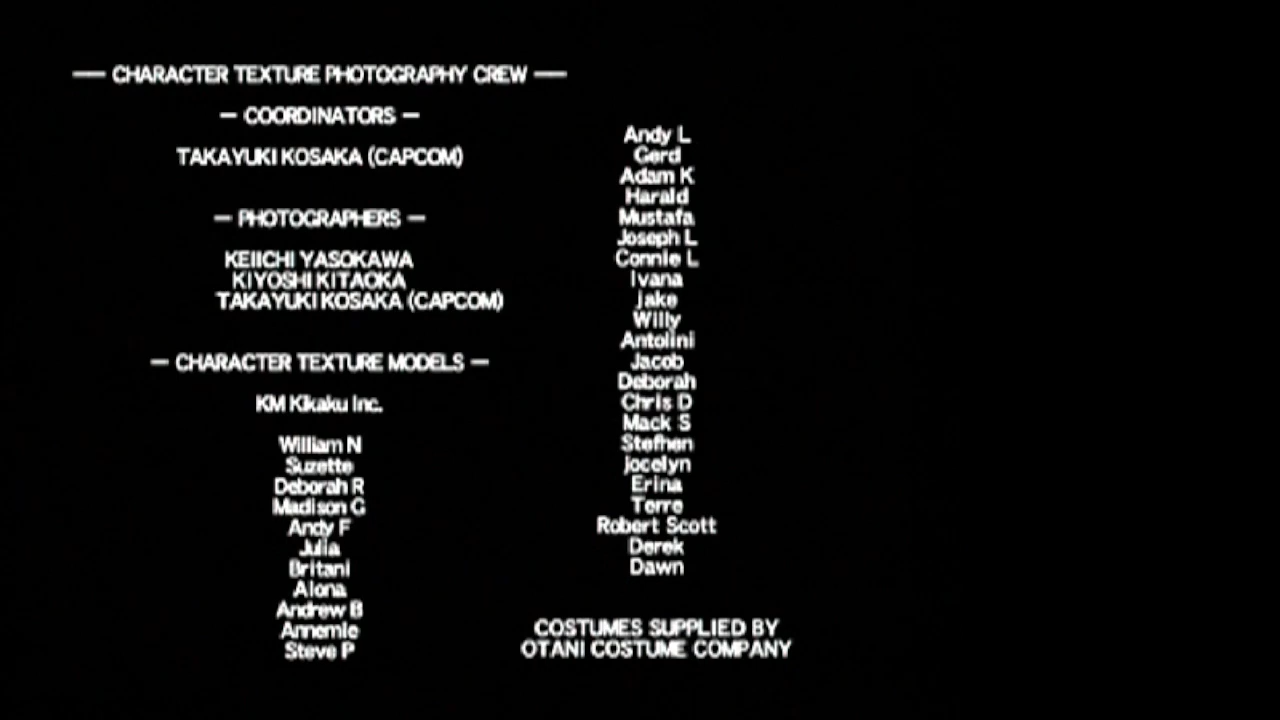 — CHARACTER TEXTURE PHOTOGRAPHY CREW —
— COORDINATORS —
TAKAYUKI KOSAKA (CAPCOM)
— PHOTOGRAPHERS —
KEIICHI YASOKAWA
KIYOSHI KITAOKA
TAKAYUKI KOSAKA (CAPCOM)
— CHARACTER TEXTURE MODELS —
KM Kikaku Inc.
William N
Suzette
Deborah R
Madison G
Andy F
Julia
Britani
Alona
Andrew B
Annemie
Steve P
Andy L
Gerd
Adam K
Harald
Mustafa
Joseph L
Connie L
Ivana
Jake
Willy
Antolini
Jacob
Deborah
Chris D
Mack S
Stefhen
Jocelyn
Erina
Terre
Robert Scott
Derek
Dawn
COSTUMES SUPPLIED BY
OTANI COSTUME COMPANY